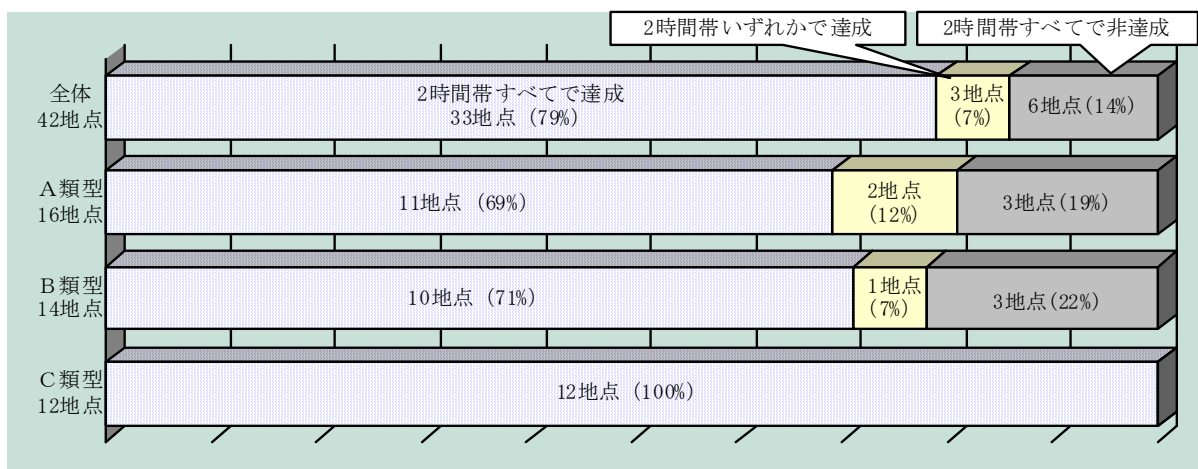 2時間帯いずれかで達成
2時間帯すべてで非達成
全体
42地点
2時間帯すべてで達成
33地点 (79%)
3地点
(7%)
6地点(14%)
A類型
16地点
11地点 (69%)
2地点
(12%)
3地点(19%)
B類型
14地点
10地点 (71%)
1地点
(7%)
3地点(22%)
C類型
12地点
12地点 (100%)